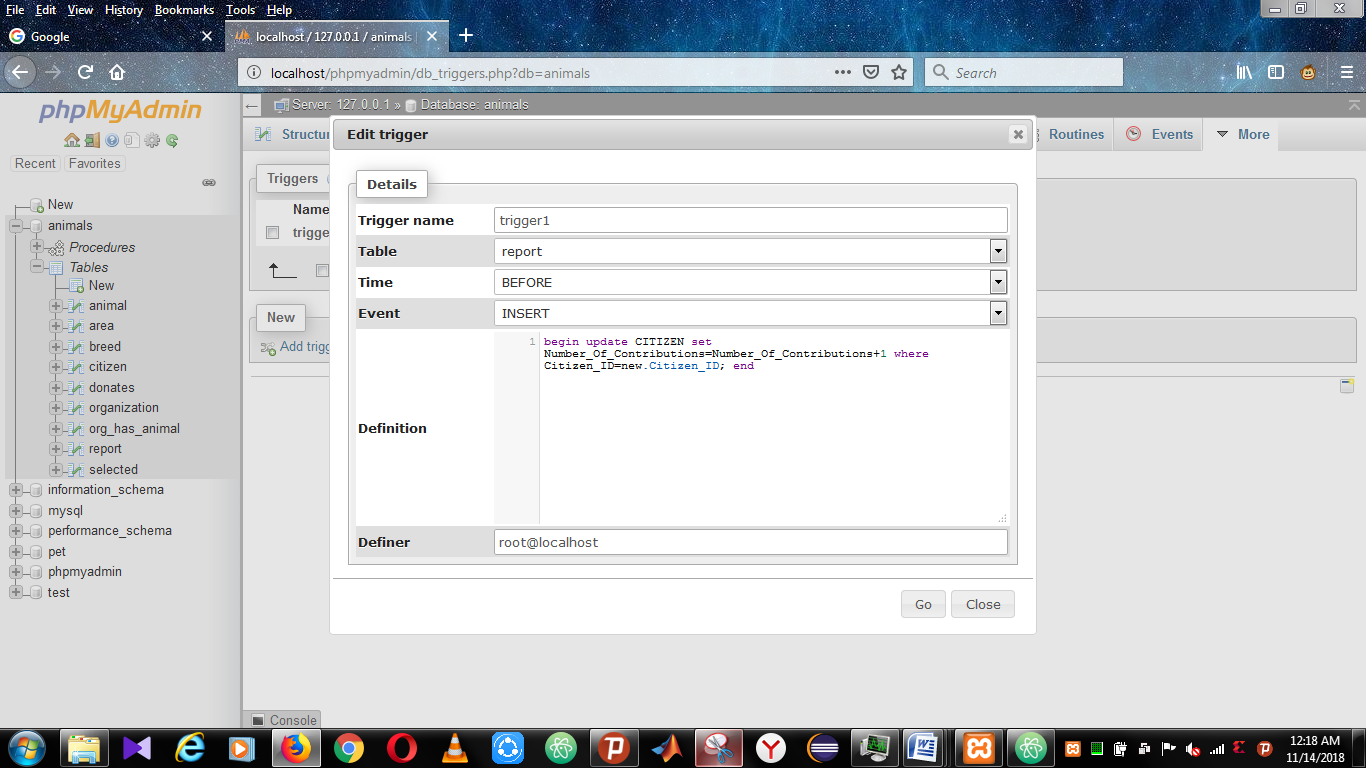 File Edit View History Bookmarks Tools Help
Google
localhost / 127.0.0.1 / animals
localhost/phpmyadmin/db_triggers.php?db=animals
Search
phpMyAdmin
Recent Favorites
New
animals
Procedures
Tables
New
animal
area
breed
citizen
donates
organization
org_has_animal
report
selected
information_schema
mysql
performance_schema
pet
phpmyadmin
test
Server: 127.0.0.1 » Database: animals
Structu Routines Events More
Triggers
Name
trigge
New
Add trigg
Edit trigger
Details
Trigger name trigger1
Table report
Time BEFORE
Event INSERT
Definition
1 begin update CITIZEN set
Number_Of_Contributions=Number_Of_Contributions+1 where
Citizen_ID=new.Citizen_ID; end
Definer root@localhost
Go Close
Console
12:18 AM
11/14/2018